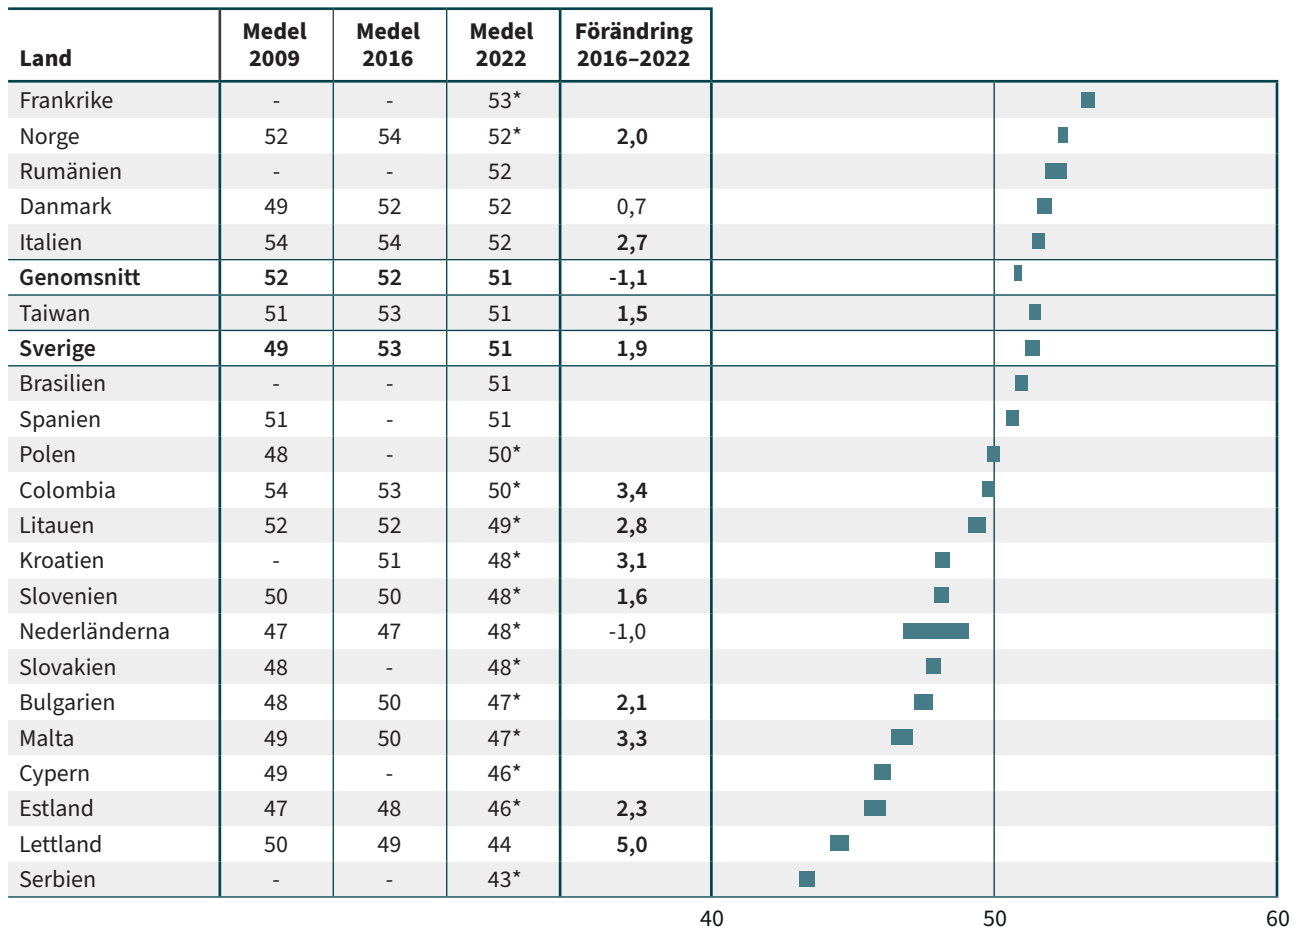 Land Medel 2009 Medel 2016 Medel 2022 Förändring 2016–2022
Frankrike - - 53*
Norge 52 54 52* 2,0
Rumänien - - 52
Danmark 49 52 52 0,7
Italien 54 54 52 2,7
Genomsnitt 52 52 51 -1,1
Taiwan 51 53 51 1,5
Sverige 49 53 51 1,9
Brasilien - - 51
Spanien 51 - 51
Polen 48 - 50*
Colombia 54 53 50* 3,4
Litauen 52 52 49* 2,8
Kroatien - 51 48* 3,1
Slovenien 50 50 48* 1,6
Nederländerna 47 47 48* -1,0
Slovakien 48 - 48*
Bulgarien 48 50 47* 2,1
Malta 49 50 47* 3,3
Cypern 49 - 46*
Estland 47 48 46* 2,3
Lettland 50 49 44 5,0
Serbien - - 43*
40 50 60